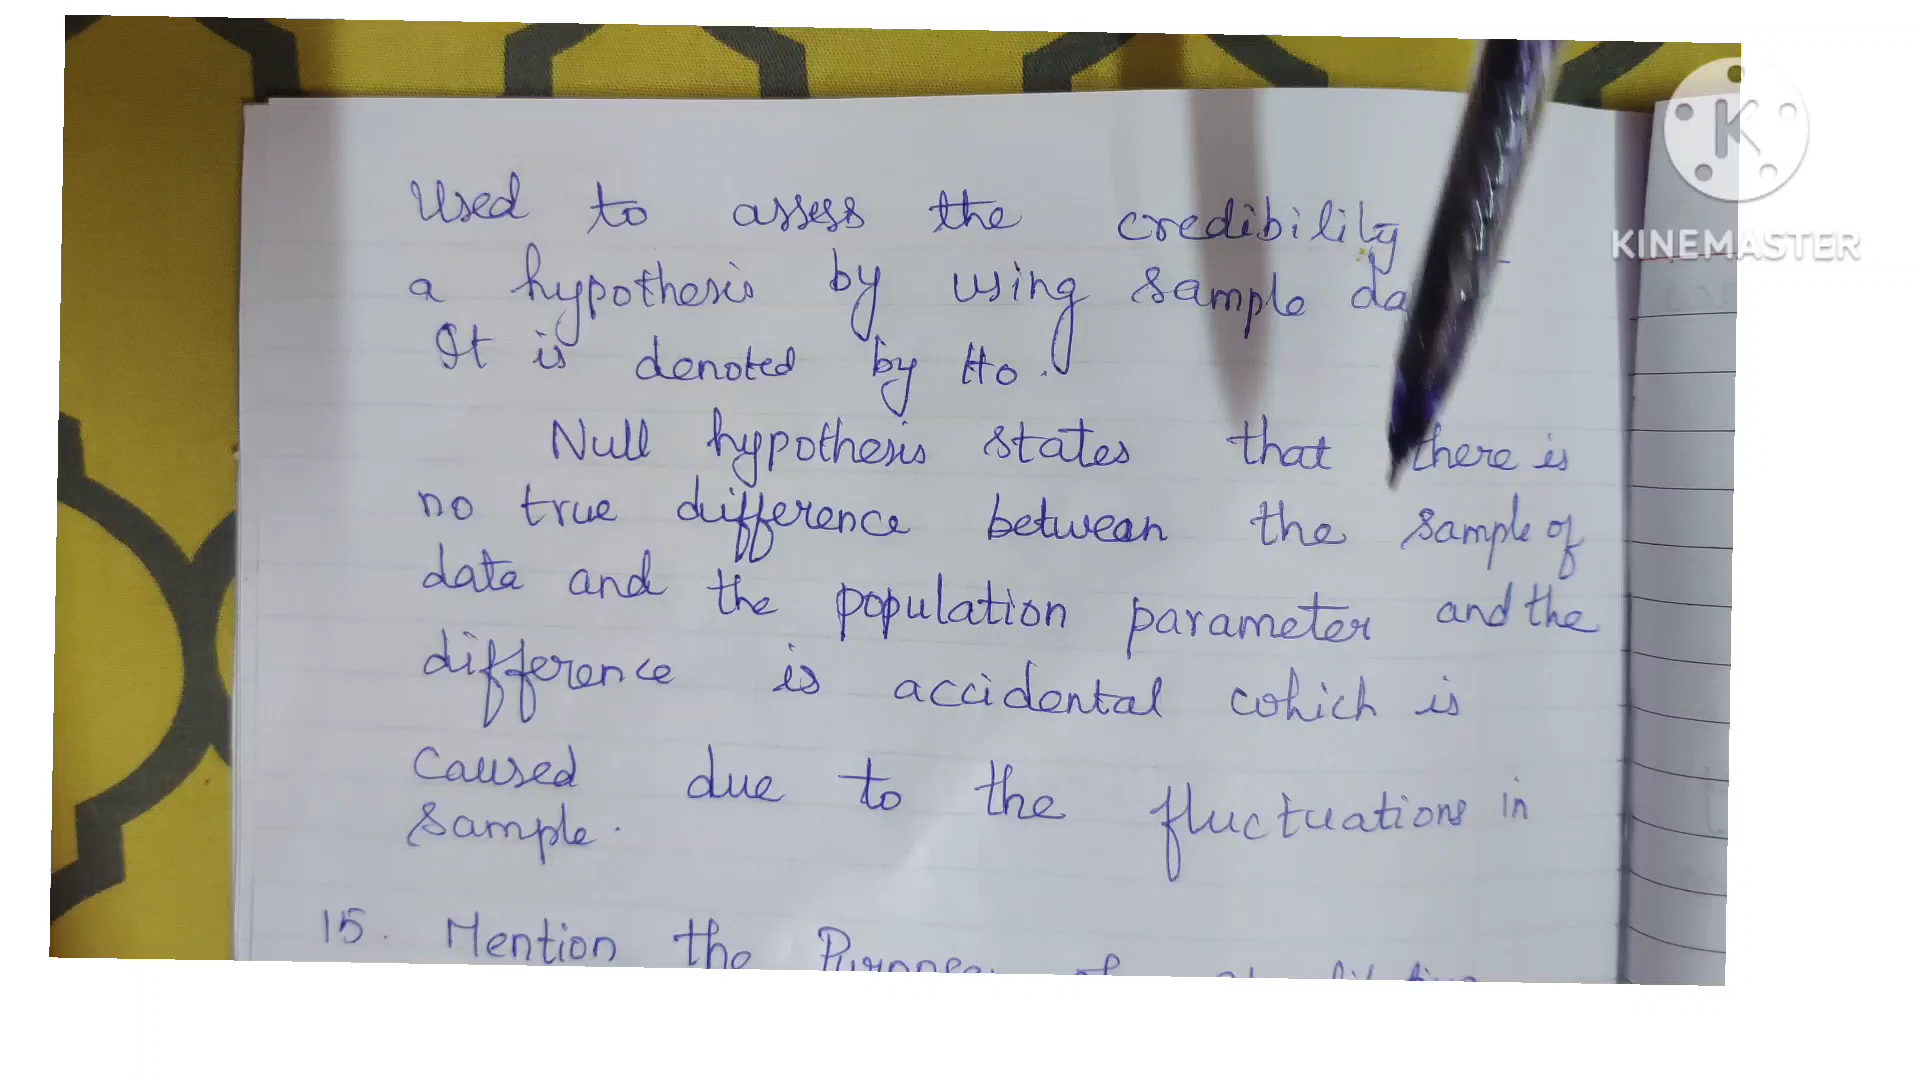 Used to assess the credibility
a hypothesis by using sample da
It is denoted by Ho.
Null hypothesis states that there is
no true difference between the sample of
data and the population parameter and the
difference is accidental which is
Caused due to the fluctuations in
Sample.
15. Mention the
K
KINEMASTER